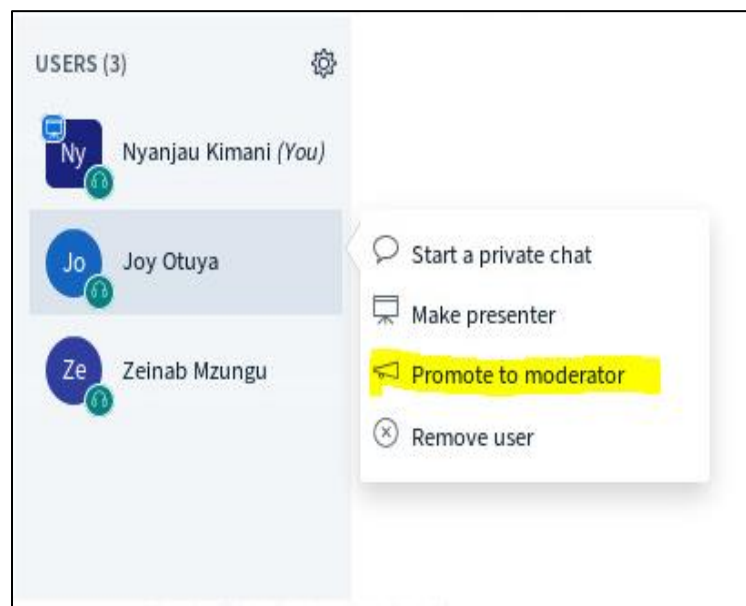 USERS (3)
Ny
Nyanjau Kimani (You)
Jo
Joy Otuya
Start a private chat
Make presenter
Promote to moderator
Remove user
Ze
Zeinab Mzungu